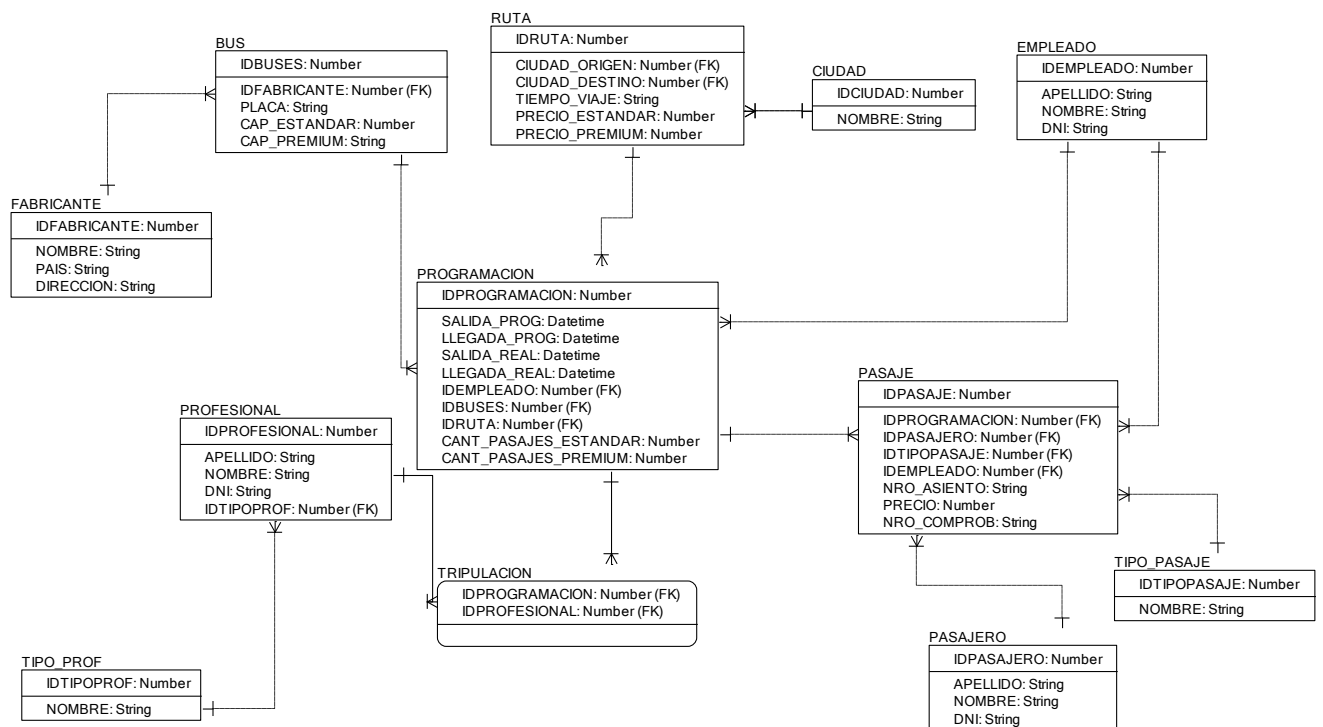 RUTA
IDRUTA: Number
CIUDAD_ORIGEN: Number (FK)
CIUDAD_DESTINO: Number (FK)
TIEMPO_VIAJE: String
PRECIO_ESTANDAR: Number
PRECIO_PREMIUM: Number
BUS
IDBUSES: Number
IDFABRICANTE: Number (FK)
PLACA: String
CAP_ESTANDAR: Number
CAP_PREMIUM: String
EMPLEADO
IDEMPLEADO: Number
APELLIDO: String
NOMBRE: String
DNI: String
CIUDAD
IDCIUDAD: Number
NOMBRE: String
FABRICANTE
IDFABRICANTE: Number
NOMBRE: String
PAIS: String
DIRECCION: String
PROGRAMACION
IDPROGRAMACION: Number
SALIDA_PROG: Datetime
LLEGADA_PROG: Datetime
SALIDA_REAL: Datetime
LLEGADA_REAL: Datetime
IDEMPLEADO: Number (FK)
IDBUSES: Number (FK)
IDRUTA: Number (FK)
CANT_PASAJES_ESTANDAR: Number
CANT_PASAJES_PREMIUM: Number
PASAJE
IDPASAJE: Number
IDPROGRAMACION: Number (FK)
IDPASAJERO: Number (FK)
IDTIPOPASAJE: Number (FK)
IDEMPLEADO: Number (FK)
NRO_ASIENTO: String
PRECIO: Number
NRO_COMPROB: String
PROFESIONAL
IDPROFESIONAL: Number
APELLIDO: String
NOMBRE: String
DNI: String
IDTIPOPROF: Number (FK)
TRIPULACION
IDPROGRAMACION: Number (FK)
IDPROFESIONAL: Number (FK)
TIPO_PASAJE
IDTIPOPASAJE: Number
NOMBRE: String
PASAJERO
IDPASAJERO: Number
APELLIDO: String
NOMBRE: String
DNI: String
TIPO_PROF
IDTIPOPROF: Number
NOMBRE: String